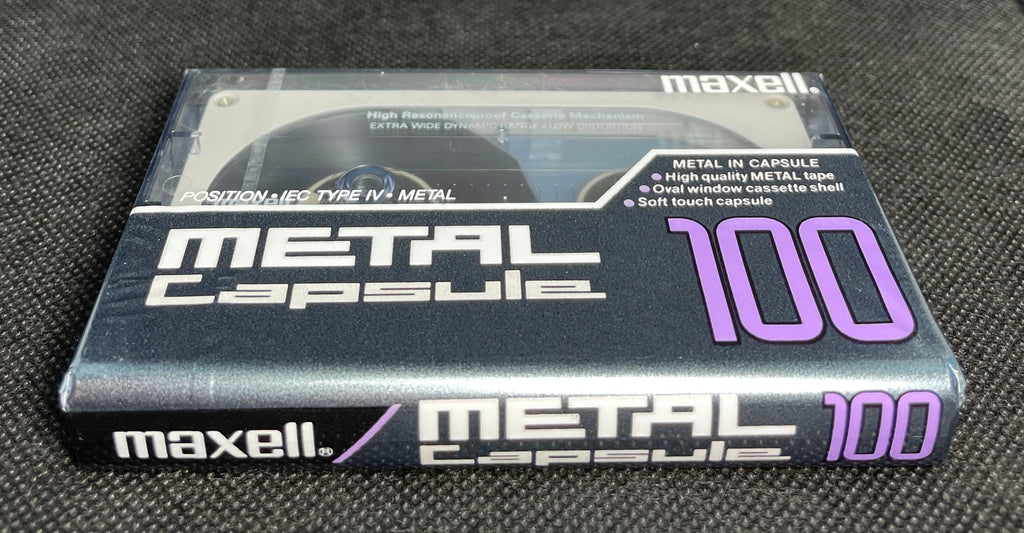 maxell.
High Resonanceproof Cassette Mechanism
EXTRA WIDE DYNAMIC RANGE • LOW DISTORTION
POSITION • IEC TYPE IV • METAL
METAL IN CAPSULE
• High quality METAL tape
• Oval window cassette shell
• Soft touch capsule
METAL
Capsule
100
maxell.®
METAL
Capsule
100